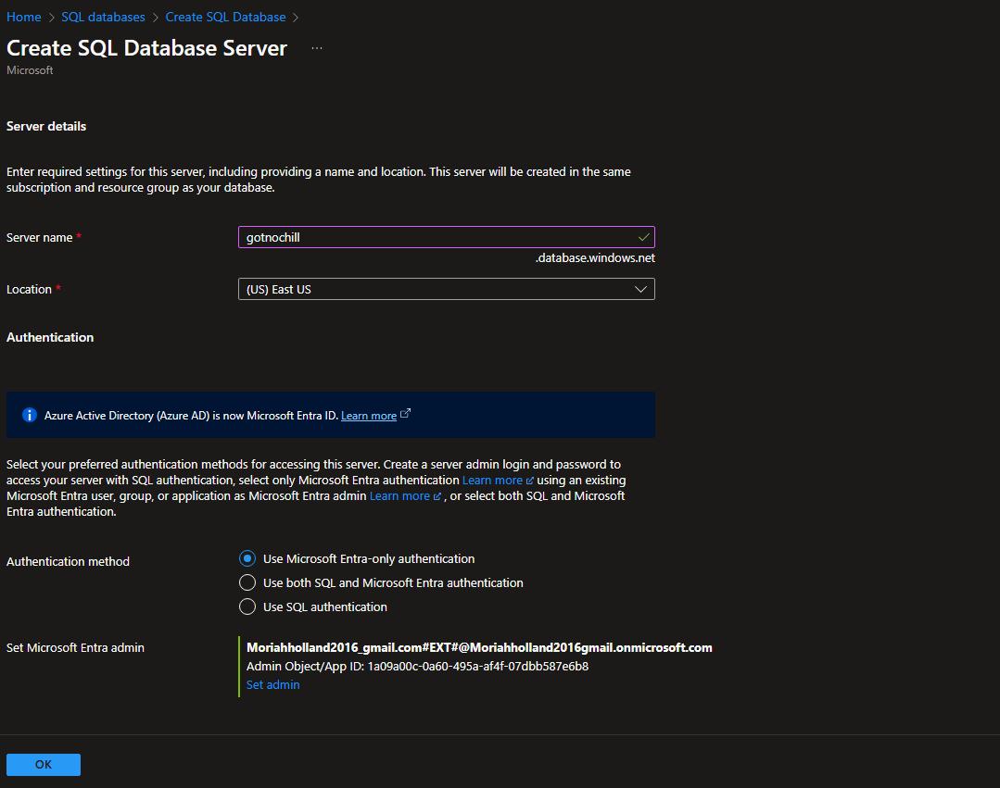 Home > SQL databases > Create SQL Database >
Create SQL Database Server ...
Microsoft
Server details
Enter required settings for this server, including providing a name and location. This server will be created in the same
subscription and resource group as your database.
Server name *
gotnochill
.database.windows.net
Location *
(US) East US
Authentication
Azure Active Directory (Azure AD) is now Microsoft Entra ID. Learn more
Select your preferred authentication methods for accessing this server. Create a server admin login and password to
access your server with SQL authentication, select only Microsoft Entra authentication Learn more using an existing
Microsoft Entra user, group, or application as Microsoft Entra admin Learn more , or select both SQL and Microsoft
Entra authentication.
Authentication method
Use Microsoft Entra-only authentication
Use both SQL and Microsoft Entra authentication
Use SQL authentication
Set Microsoft Entra admin
Moriahholland2016_gmail.com#EXT#@Moriahholland2016gmail.onmicrosoft.com
Admin Object/App ID: 1a09a00c-0a60-495a-af4f-07dbb587e6b8
Set admin
OK